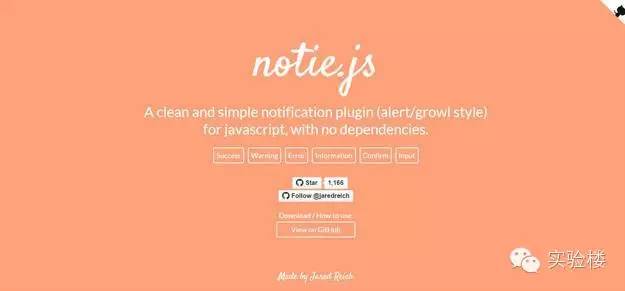 notie.js
A clean and simple notification plugin (alert/growl style)
for javascript, with no dependencies.
Success Warning Error Information Confirm Input
Star 1,166
Follow @jaredreich
Download / How to use:
View on GitHub
Made by Jared Reich
实验楼